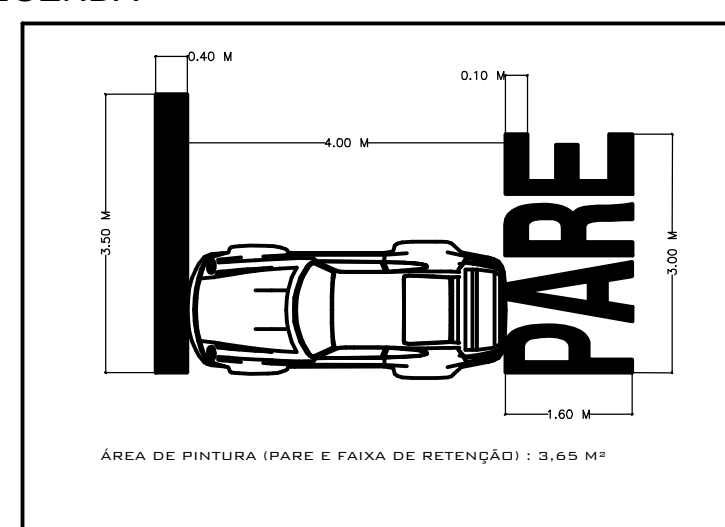 0.40 M
0.10 M
4.00 M
3.50 M
3.00 M
PARE
1.60 M
ÁREA DE PINTURA (PARE E FAIXA DE RETENÇÃO) : 3,65 M²